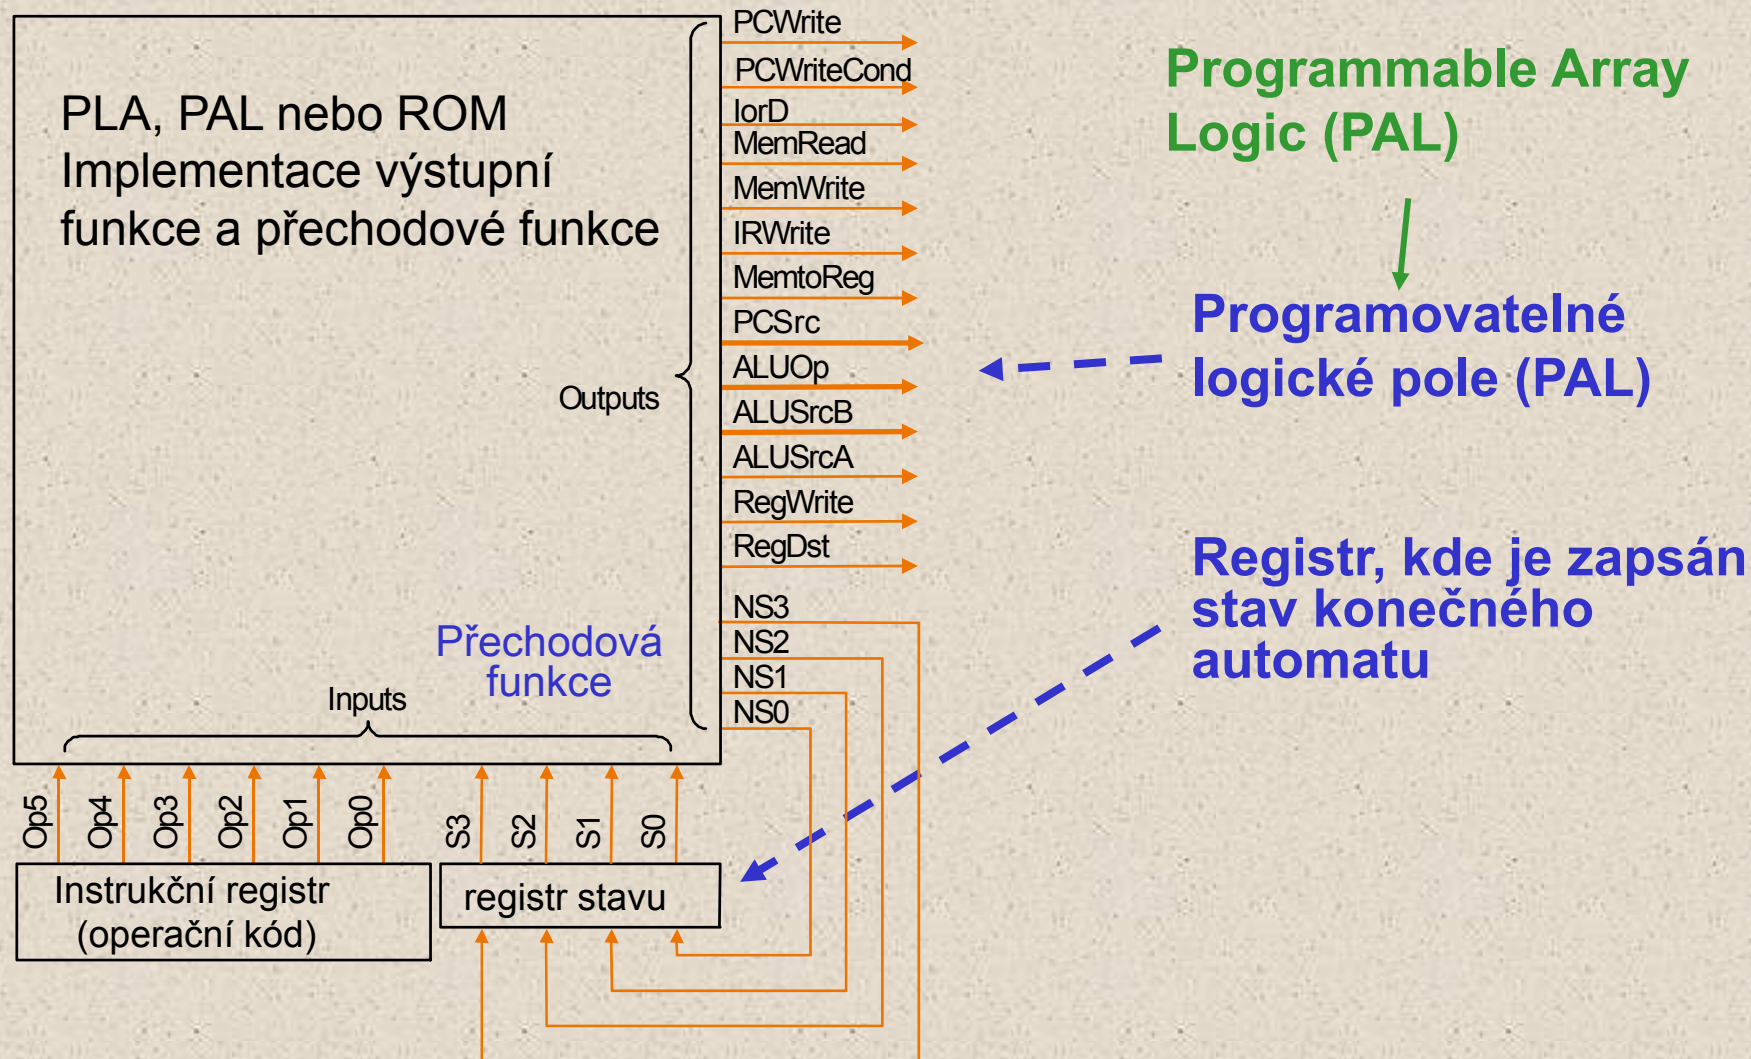 PLA, PAL nebo ROM
Implementace výstupní
funkce a přechodové funkce
Outputs
PCWrite
PCWriteCond
IorD
MemRead
MemWrite
IRWrite
MemtoReg
PCSrc
ALUOp
ALUSrcB
ALUSrcA
RegWrite
RegDst
NS3
NS2
NS1
NS0
Přechodová
funkce
Inputs
Op5
Op4
Op3
Op2
Op1
Op0
S3
S2
S1
S0
Instrukční registr
(operační kód)
registr stavu
Programmable Array
Logic (PAL)
Programovatelné
logické pole (PAL)
Registr, kde je zapsán
stav konečného
automatu